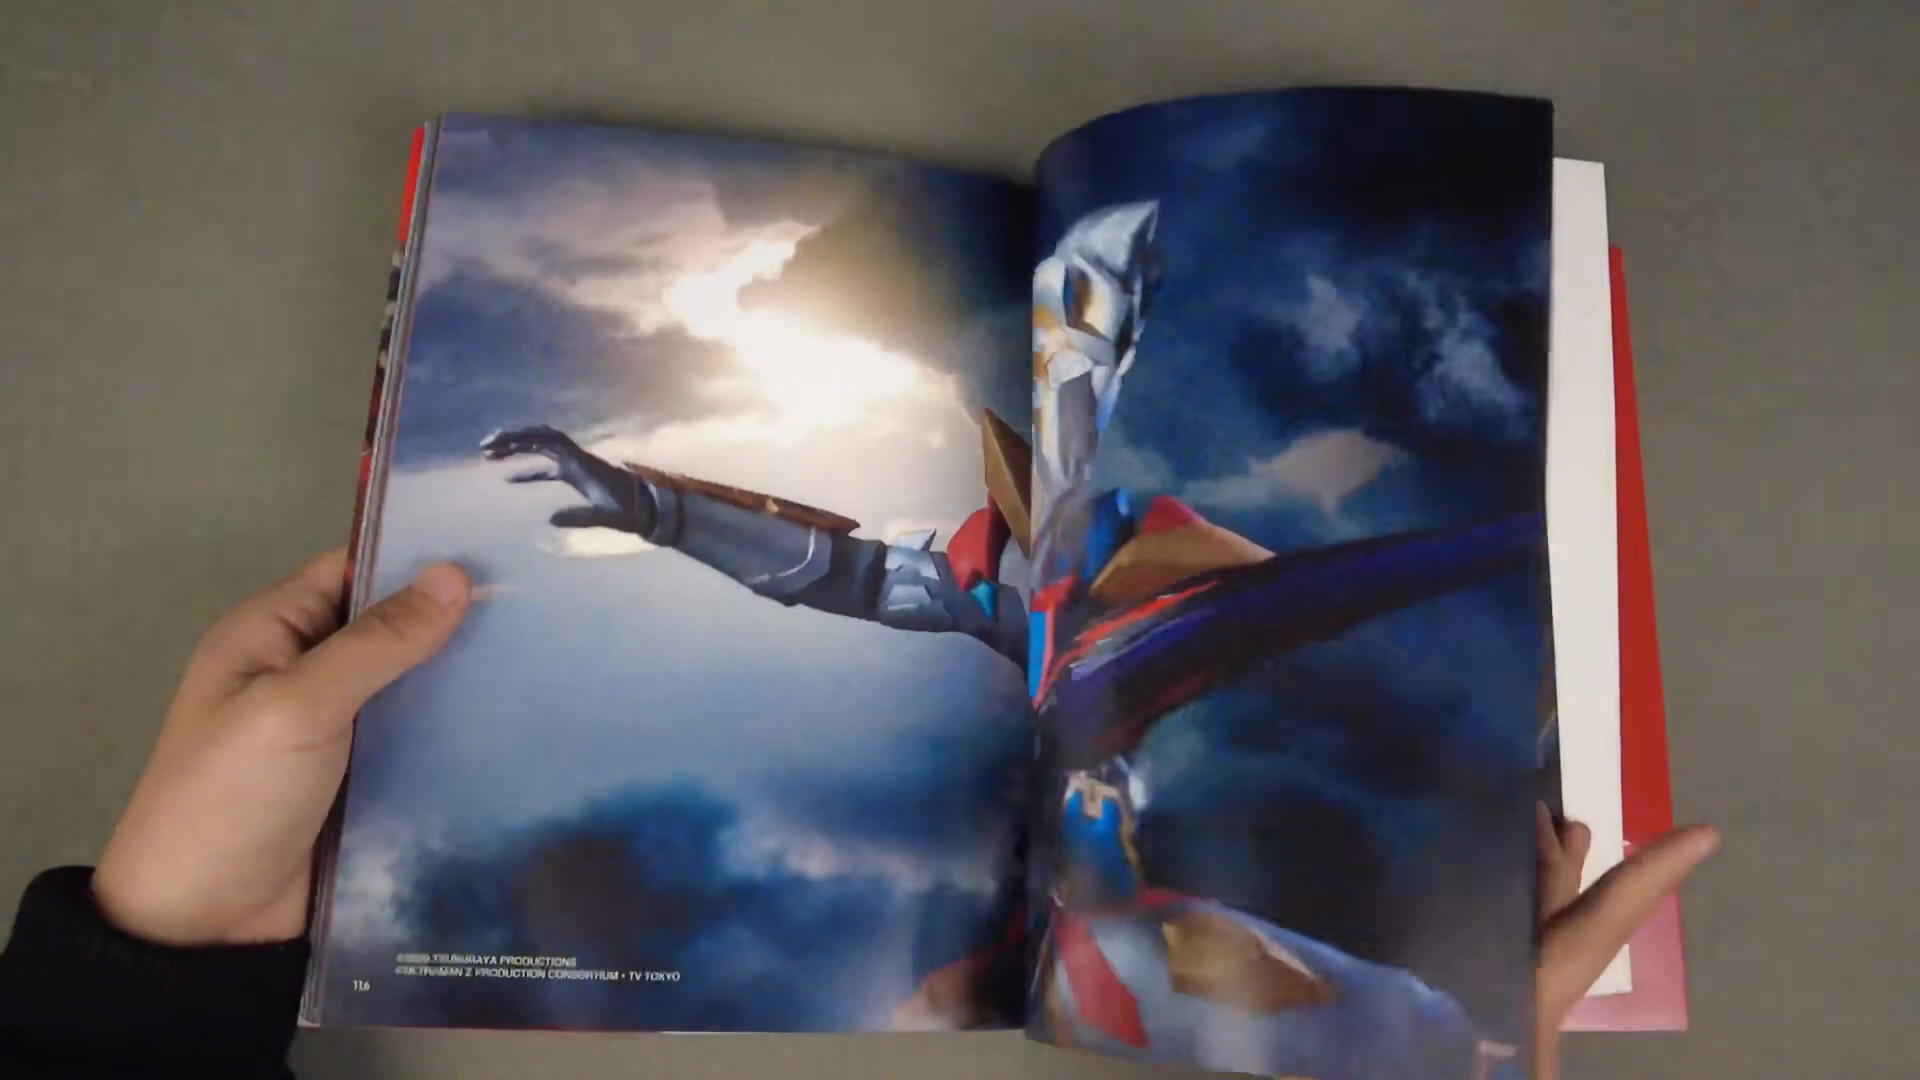 TSUBURAYA PRODUCTIONS
©ULTRAMAN Z PRODUCTION CONSORTIUM • TV TOKYO
116